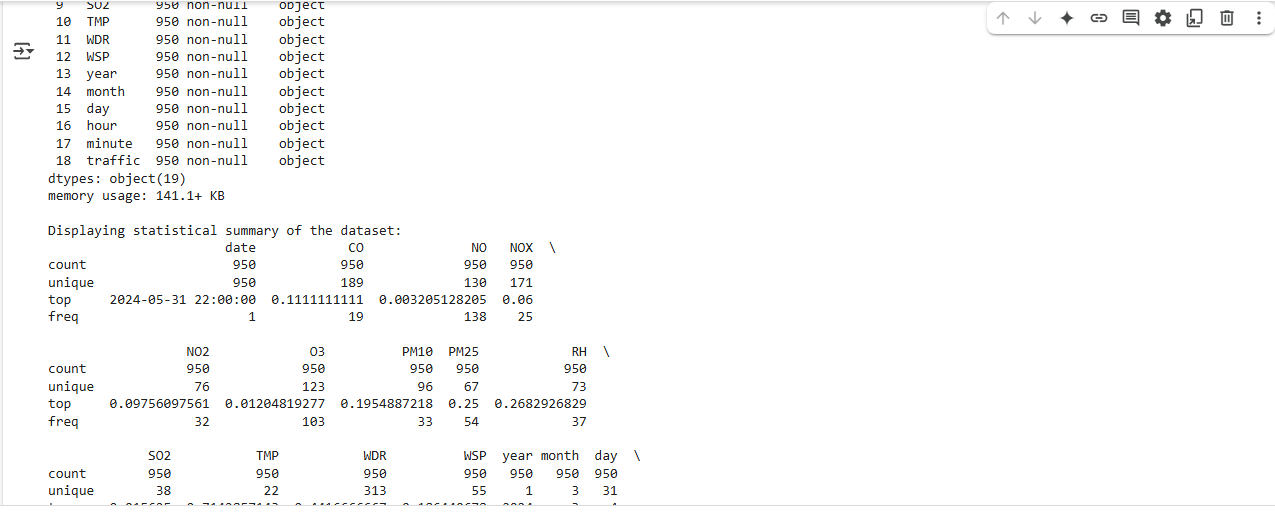 9 SO2 950 non-null object
10 TMP 950 non-null object
11 WDR 950 non-null object
12 WSP 950 non-null object
13 year 950 non-null object
14 month 950 non-null object
15 day 950 non-null object
16 hour 950 non-null object
17 minute 950 non-null object
18 traffic 950 non-null object
dtypes: object(19)
memory usage: 141.1+ KB
Displaying statistical summary of the dataset:
date CO NO NOX \
count 950 950 950 950
unique 950 189 130 171
top 2024-05-31 22:00:00 0.1111111111 0.003205128205 0.06
freq 1 19 138 25
NO2 O3 PM10 PM25 RH \
count 950 950 950 950 950
unique 76 123 96 67 73
top 0.09756097561 0.01204819277 0.1954887218 0.25 0.2682926829
freq 32 103 33 54 37
SO2 TMP WDR WSP year month day \
count 950 950 950 950 950 950 950
unique 38 22 313 55 1 3 31